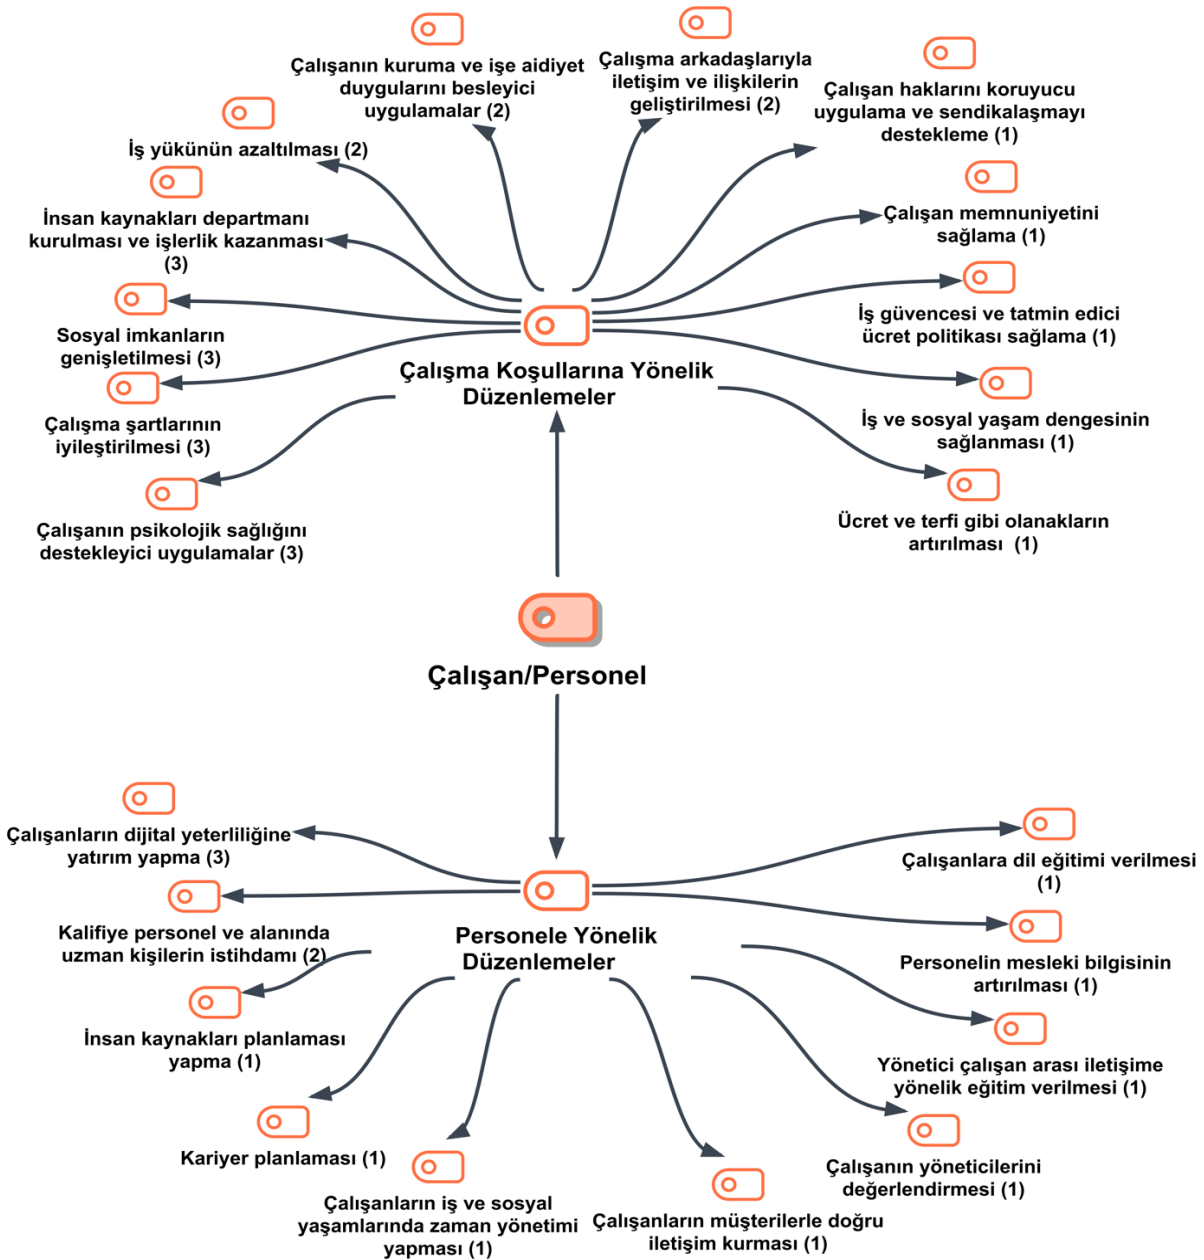 Çalışanın kuruma ve işe aidiyet
duygularını besleyici
uygulamalar (2)
Çalışma arkadaşlarıyla
iletişim ve ilişkilerin
geliştirilmesi (2)
Çalışan haklarını koruyucu
uygulama ve sendikalaşmayı
destekleme (1)
İş yükünün azaltılması (2)
İnsan kaynakları departmanı
kurulması ve işlerlik kazanması
(3)
Çalışan memnuniyetini
sağlama (1)
Sosyal imkanların
genişletilmesi (3)
İş güvencesi ve tatmin edici
ücret politikası sağlama (1)
Çalışma Koşullarına Yönelik
Düzenlemeler
Çalışma şartlarının
iyileştirilmesi (3)
İş ve sosyal yaşam dengesinin
sağlanması (1)
Çalışanın psikolojik sağlığını
destekleyici uygulamalar (3)
Ücret ve terfi gibi olanakların
artırılması (1)
Çalışan/Personel
Çalışanların dijital yeterliliğine
yatırım yapma (3)
Çalışanlara dil eğitimi verilmesi
(1)
Kalifiye personel ve alanında
uzman kişilerin istihdamı (2)
Personele Yönelik
Düzenlemeler
Personelin mesleki bilgisinin
artırılması (1)
İnsan kaynakları planlaması
yapma (1)
Yönetici çalışan arası iletişime
yönelik eğitim verilmesi (1)
Kariyer planlaması (1)
Çalışanın yöneticilerini
değerlendirmesi (1)
Çalışanların iş ve sosyal
yaşamlarında zaman yönetimi
yapması (1)
Çalışanların müşterilerle doğru
iletişim kurması (1)